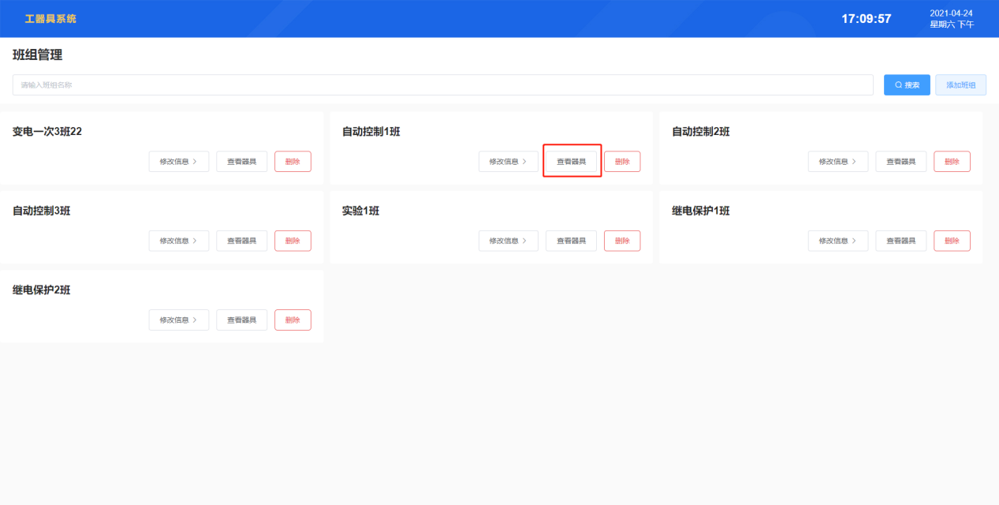 工器具系统
17:09:57
2021-04-24
星期六 下午
班组管理
请输入班组名称
搜索
添加班组
变电一次3班22
修改信息 >
查看器具
删除
自动控制1班
修改信息 >
查看器具
删除
自动控制2班
修改信息 >
查看器具
删除
自动控制3班
修改信息 >
查看器具
删除
实验1班
修改信息 >
查看器具
删除
继电保护1班
修改信息 >
查看器具
删除
继电保护2班
修改信息 >
查看器具
删除